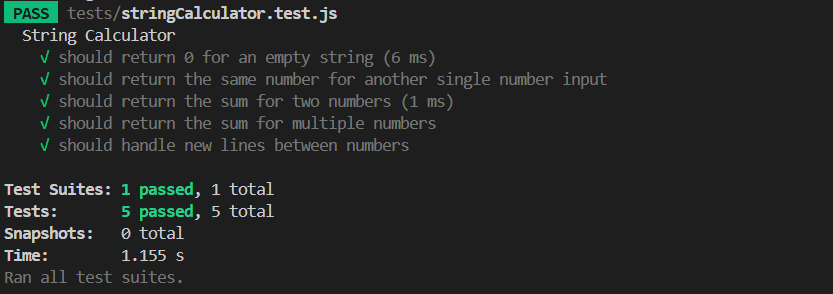 PASS tests/stringCalculator.test.js
String Calculator
√ should return 0 for an empty string (6 ms)
√ should return the same number for another single number input
√ should return the sum for two numbers (1 ms)
√ should return the sum for multiple numbers
√ should handle new lines between numbers
Test Suites: 1 passed, 1 total
Tests: 5 passed, 5 total
Snapshots: 0 total
Time: 1.155 s
Ran all test suites.